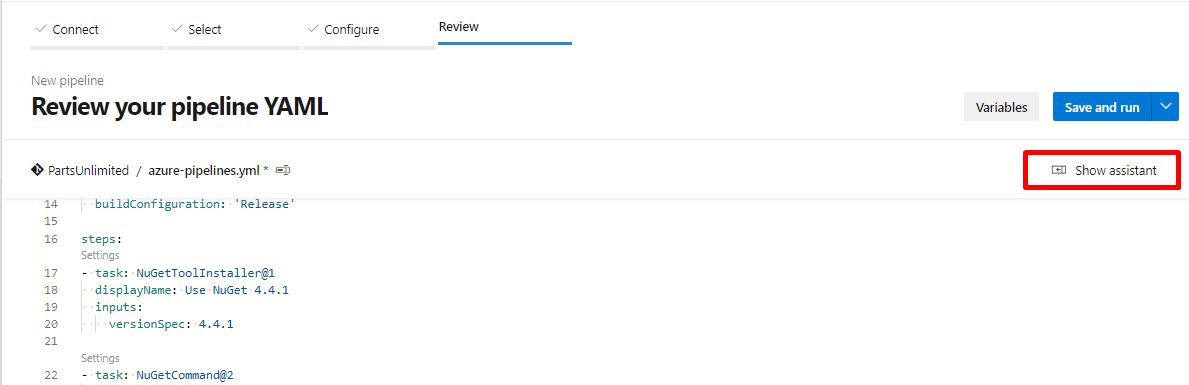 Connect Select Configure Review
New pipeline
Review your pipeline YAML
Variables Save and run
PartsUnlimited / azure-pipelines.yml * Show assistant
14 buildConfiguration: 'Release'
15
16 steps:
Settings
17 - task: NuGetToolInstaller@1
18 displayName: Use NuGet 4.4.1
19 inputs:
20 versionSpec: 4.4.1
21
Settings
22 - task: NuGetCommand@2